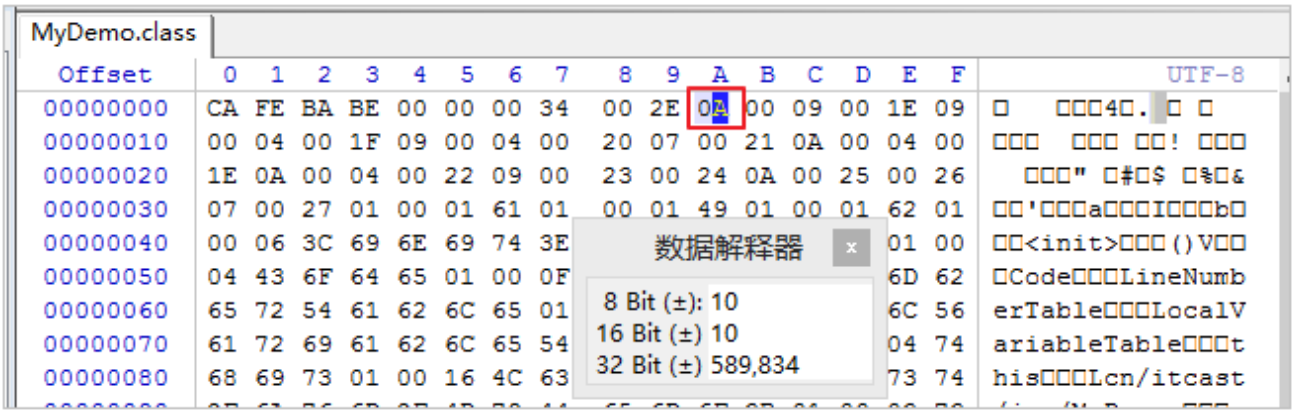 MyDemo.class
Offset 0 1 2 3 4 5 6 7 8 9 A B C D E F UTF-8
00000000 CA FE BA BE 00 00 00 34 00 2E 0A 00 09 00 1E 09 □ □□□4□. □ □
00000010 00 04 00 1F 09 00 04 00 20 07 00 21 0A 00 04 00 □□□ □□□ □□! □□□
00000020 1E 0A 00 04 00 22 09 00 23 00 24 0A 00 25 00 26 □□□" □#□$ □%□&
00000030 07 00 27 01 00 01 61 01 00 01 49 01 00 01 62 01 □□'□□□a□□□I□□□b□
00000040 00 06 3C 69 6E 69 74 3E 01 00 □□<init>□□□()V□□
00000050 04 43 6F 64 65 01 00 0F 6D 62 □Code□□□LineNumb
00000060 65 72 54 61 62 6C 65 01 6C 56 erTable□□□LocalV
00000070 61 72 69 61 62 6C 65 54 04 74 ariableTable□□□t
00000080 68 69 73 01 00 16 4C 63 73 74 his□□□Lcn/itcast
数据解释器 x
8 Bit (±): 10
16 Bit (±) 10
32 Bit (±) 589,834